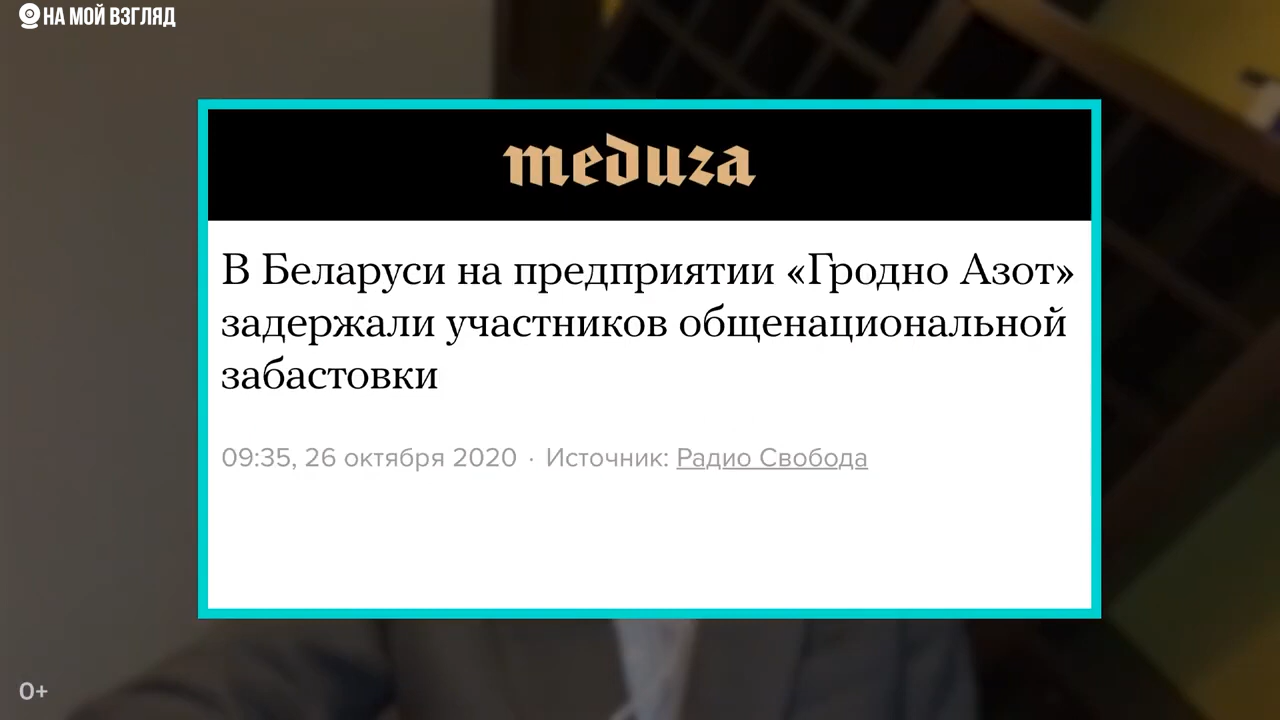 НА МОЙ ВЗГЛЯД
meduza
В Беларуси на предприятии «Гродно Азот»
задержали участников общенациональной
забастовки
09:35, 26 октября 2020 · Источник: Радио Свобода
0+